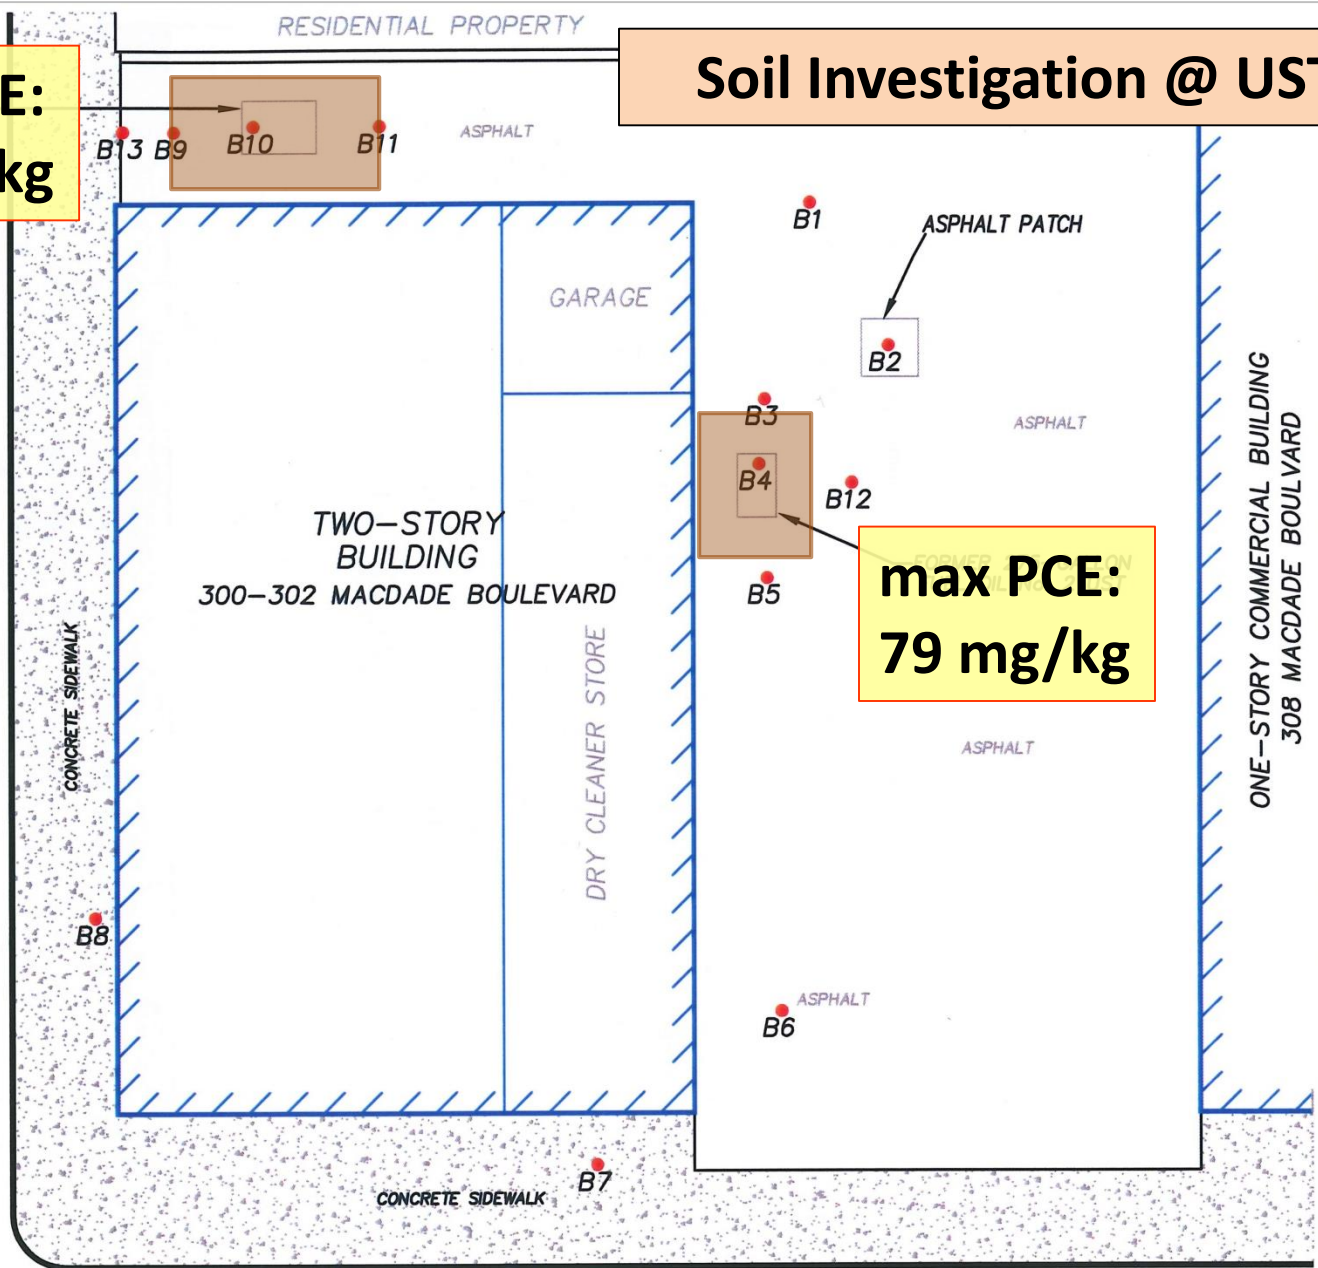 RESIDENTIAL PROPERTY
Soil Investigation @ UST
E:
kg
B13
B9
B10
B11
ASPHALT
B1
ASPHALT PATCH
GARAGE
B2
B3
ASPHALT
B4
B12
TWO-STORY
BUILDING
300-302 MACDADE BOULEVARD
max PCE:
79 mg/kg
B5
ONE-STORY COMMERCIAL BUILDING
308 MACDADE BOULVARD
CONCRETE SIDEWALK
DRY CLEANER STORE
ASPHALT
B8
ASPHALT
B6
B7
CONCRETE SIDEWALK